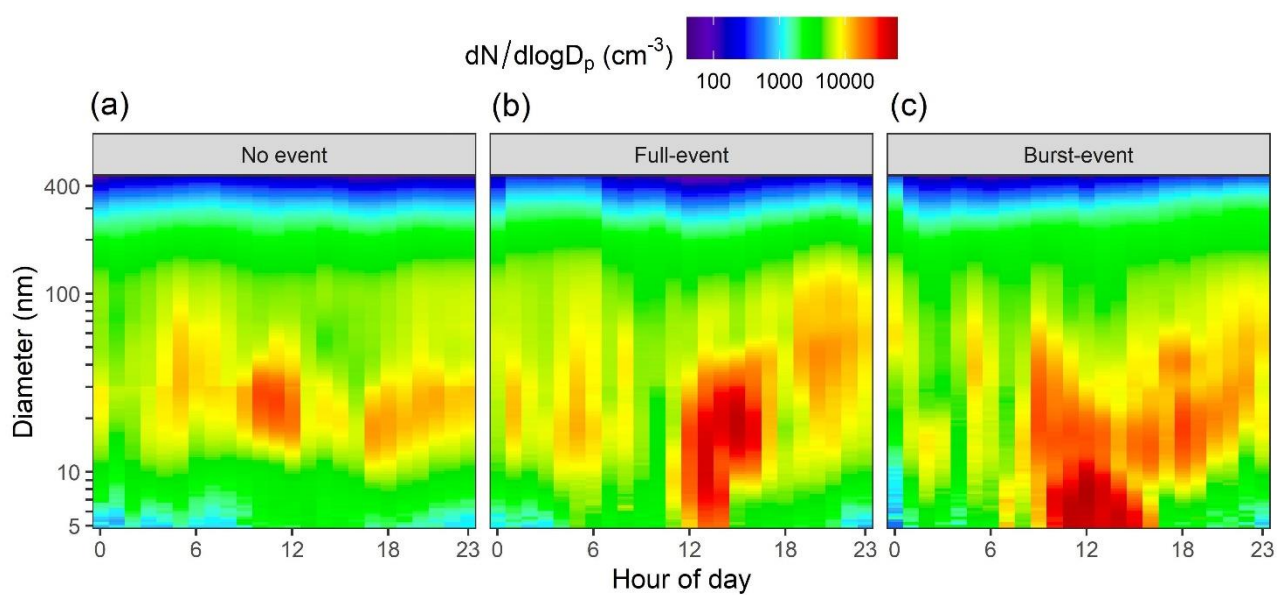 dN/dlogDp (cm-3)
100 1000 10000
(a) (b) (c)
No event Full-event Burst-event
Diameter (nm)
400
100
10
5
0 6 12 18 23 0 6 12 18 23 0 6 12 18 23
Hour of day